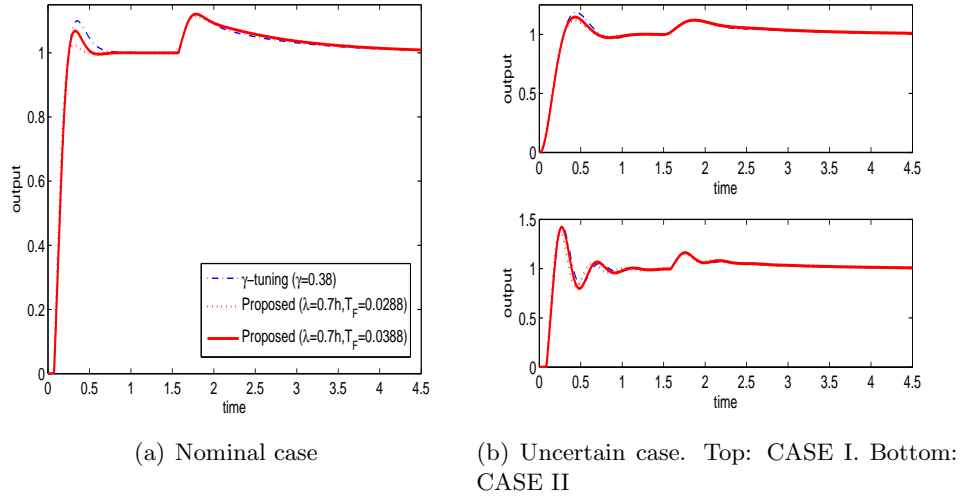 1
0.8
0.6
0.4
0.2
0
output
0 0.5 1 1.5 2 2.5 3 3.5 4 4.5
time
γ−tuning (γ=0.38)
Proposed (λ=0.7h,T_F=0.0288)
Proposed (λ=0.7h,T_F=0.0388)
(a) Nominal case
1
0.5
0
output
0 0.5 1 1.5 2 2.5 3 3.5 4 4.5
time
1.5
1
0.5
0
output
0 0.5 1 1.5 2 2.5 3 3.5 4 4.5
time
(b) Uncertain case. Top: CASE I. Bottom:
CASE II